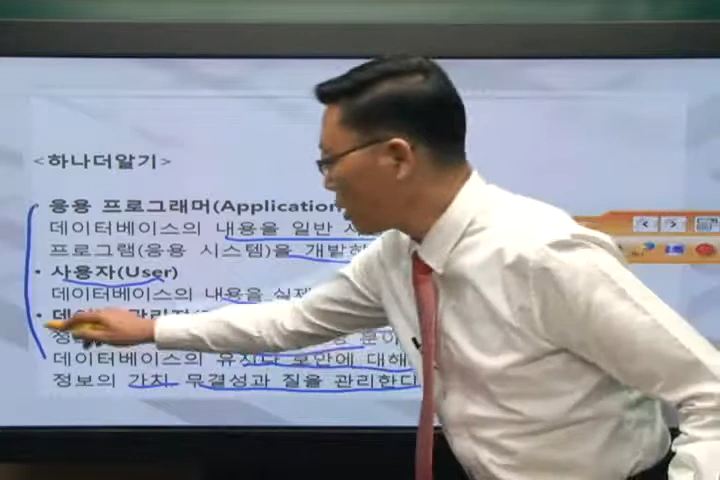 <하나더알기>
• 응용 프로그래머(Application
데이터베이스의 내용을 일반 사
프로그램(응용 시스템)을 개발
• 사용자(User)
데이터베이스의 내용을 실제
데이터베이스의 유지나 보안에 대해
정보의 가치 무결성과 질을 관리한다